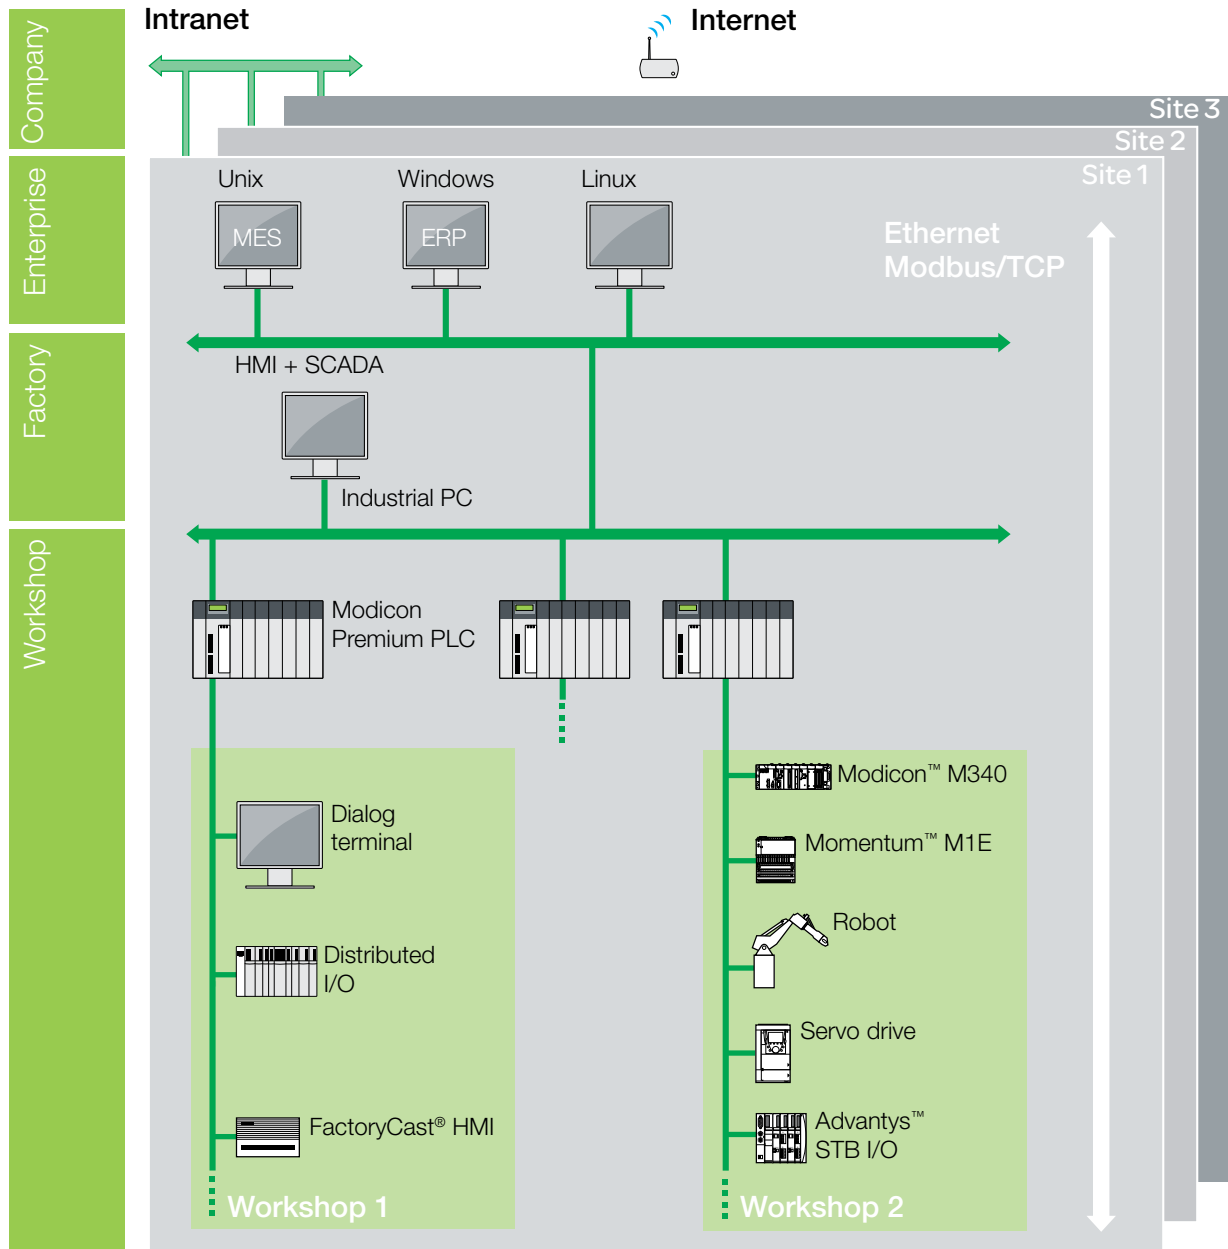 Intranet
Internet
Company
Site 3
Site 2
Site 1
Enterprise
Unix
Windows
Linux
MES
ERP
Ethernet
Modbus/TCP
Factory
HMI + SCADA
Industrial PC
Workshop
Modicon
Premium PLC
Dialog
terminal
Distributed
I/O
FactoryCast® HMI
Workshop 1
Modicon™ M340
Momentum™ M1E
Robot
Servo drive
Advantys™
STB I/O
Workshop 2